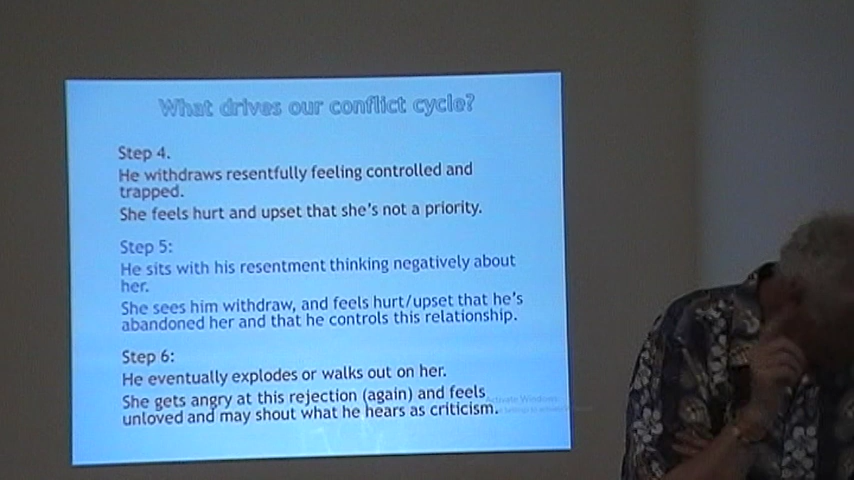 What drives our conflict cycle?
Step 4.
He withdraws resentfully feeling controlled and
trapped.
She feels hurt and upset that she's not a priority.
Step 5:
He sits with his resentment thinking negatively about
her.
She sees him withdraw, and feels hurt/upset that he's
abandoned her and that he controls this relationship.
Step 6:
He eventually explodes or walks out on her.
She gets angry at this rejection (again) and feels
unloved and may shout what he hears as criticism.
Activate Windows